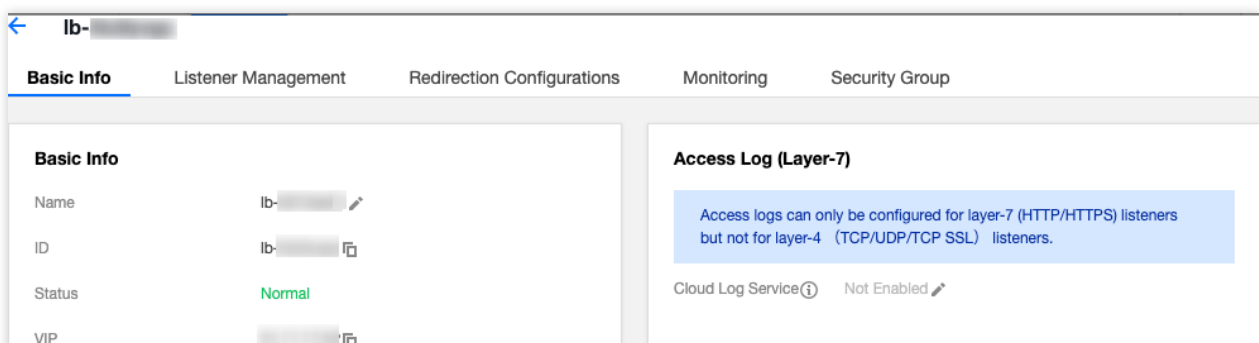 lb-
Basic Info
Listener Management
Redirection Configurations
Monitoring
Security Group
Basic Info
Name
lb-
ID
lb-
Status
Normal
VIP
Access Log (Layer-7)
Access logs can only be configured for layer-7 (HTTP/HTTPS) listeners
but not for layer-4 （TCP/UDP/TCP SSL） listeners.
Cloud Log Service
Not Enabled